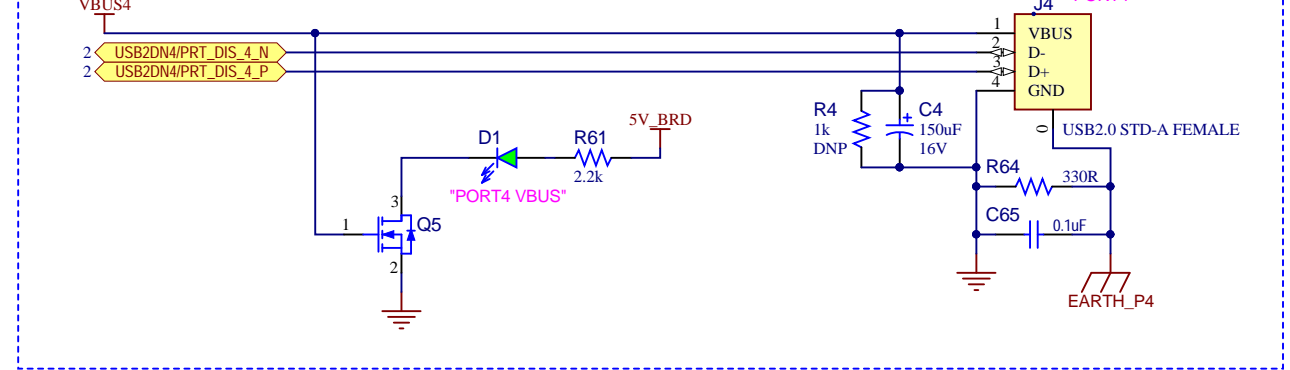 VBUS4
J4
1
VBUS
2 USB2DN4/PRT_DIS_4_N
2
D-
2 USB2DN4/PRT_DIS_4_P
3
D+
4
GND
R4
1k
DNP
C4
150uF
16V
+
0
USB2.0 STD-A FEMALE
D1
R61
2.2k
5V_BRD
"PORT4 VBUS"
R64
330R
3
1
Q5
2
C65
0.1uF
EARTH_P4